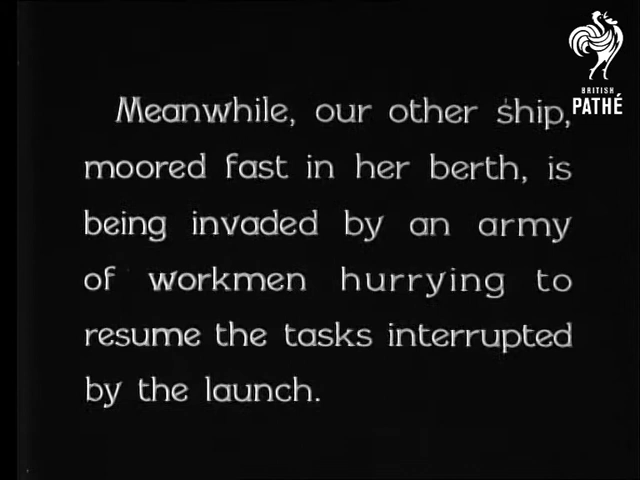 BRITISH
PATHÉ
Meanwhile, our other ship,
moored fast in her berth, is
being invaded by an army
of workmen hurrying to
resume the tasks interrupted
by the launch.